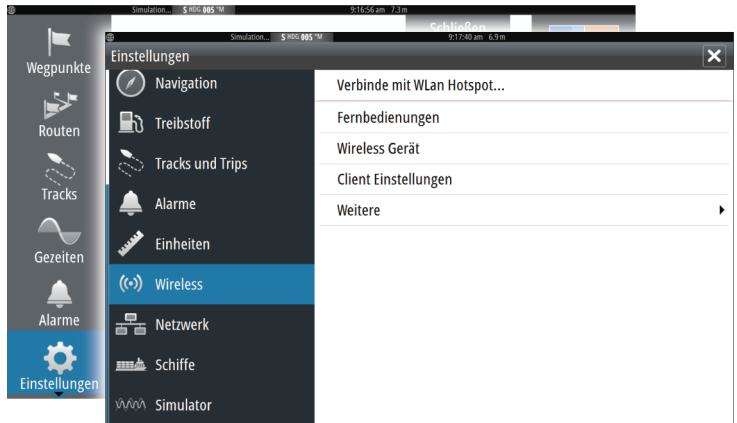 Simulation... S HDG 005 °M 9:16:56 am 7.3 m
Schließen
Wegpunkte
Routen
Tracks
Gezeiten
Alarme
Einstellungen
Simulation... S HDG 005 °M 9:17:40 am 6.9 m
Einstellungen
Navigation
Treibstoff
Tracks und Trips
Alarme
Einheiten
Wireless
Netzwerk
Schiffe
Simulator
Verbinde mit WLan Hotspot...
Fernbedienungen
Wireless Gerät
Client Einstellungen
Weitere